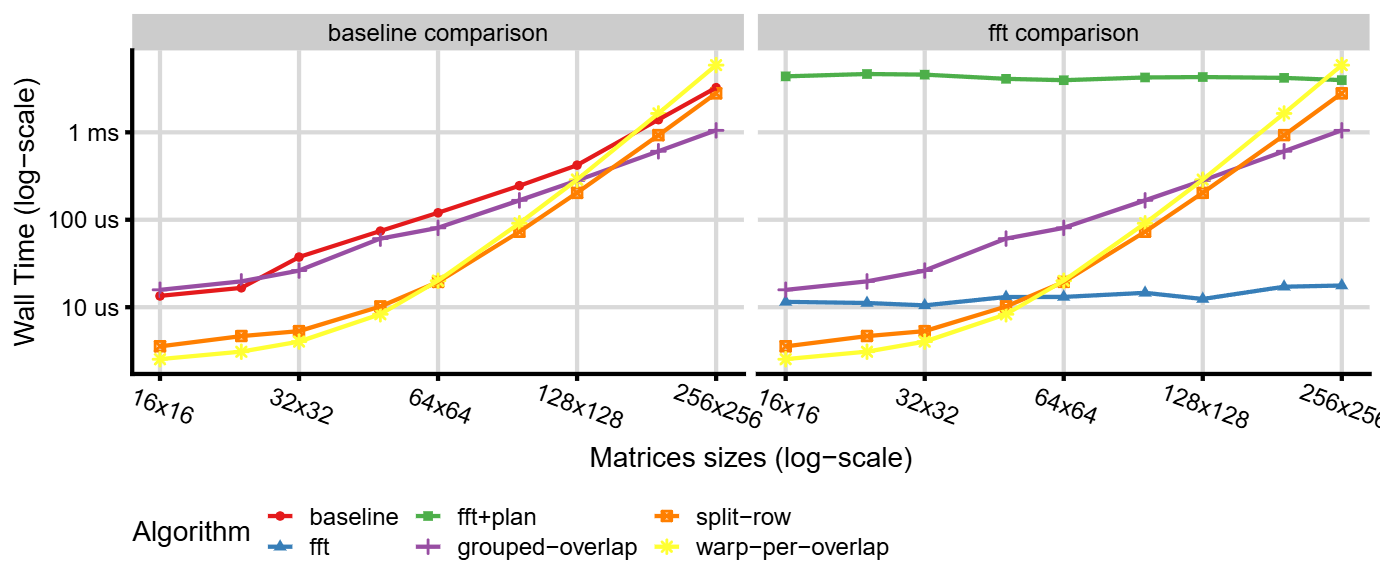 baseline comparison
fft comparison
Wall Time (log−scale)
1 ms
100 us
10 us
16x16
32x32
64x64
128x128
256x256
16x16
32x32
64x64
128x128
256x256
Matrices sizes (log−scale)
Algorithm
baseline
fft
fft+plan
grouped−overlap
split−row
warp−per−overlap